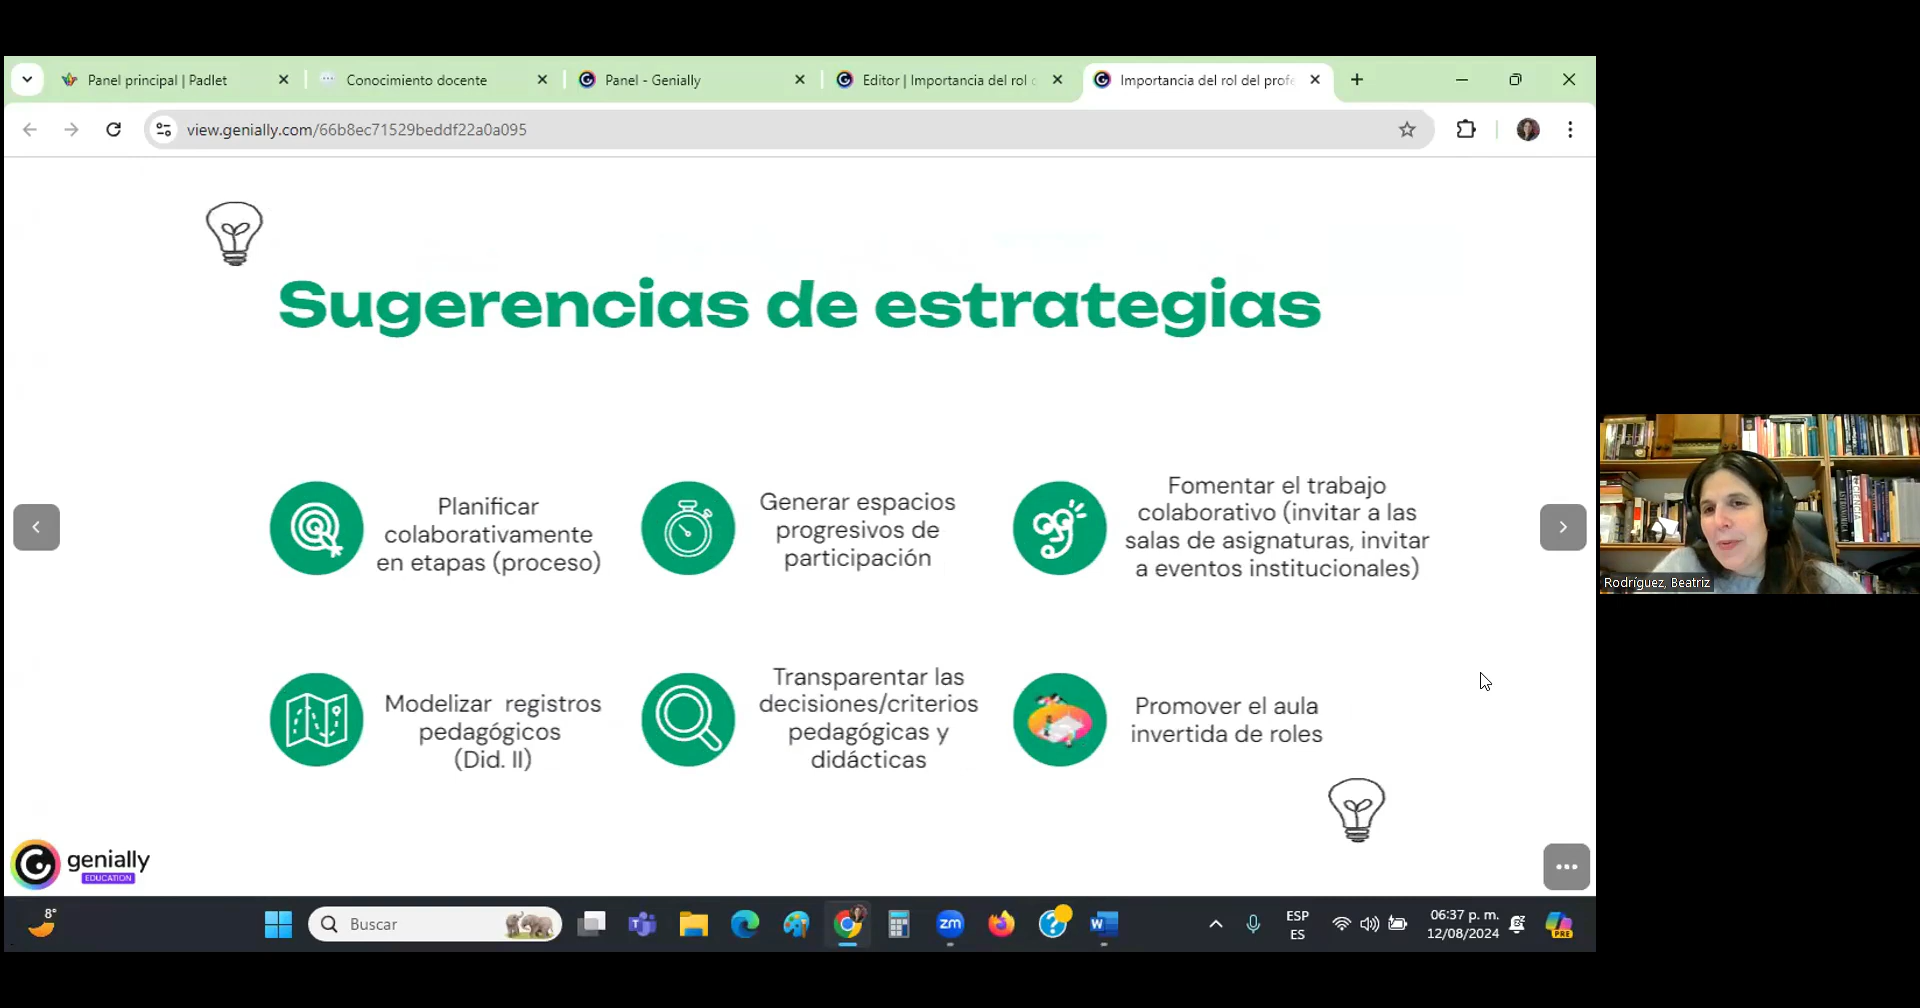 Panel principal | Padlet
Conocimiento docente
Panel - Genially
Editor | Importancia del rol
Importancia del rol del profe
view.genially.com/66b8ec71529beddf22a0a095
Sugerencias de estrategias
Planificar
colaborativamente
en etapas (proceso)
Generar espacios
progresivos de
participación
Fomentar el trabajo
colaborativo (invitar a las
salas de asignaturas, invitar
a eventos institucionales)
Modelizar registros
pedagógicos
(Did. II)
Transparentar las
decisiones/criterios
pedagógicas y
didácticas
Promover el aula
invertida de roles
genially
EDUCATION
Rodríguez, Beatriz
8°
Buscar
zm
W
ESP
ES
06:37 p. m.
12/08/2024
PRE